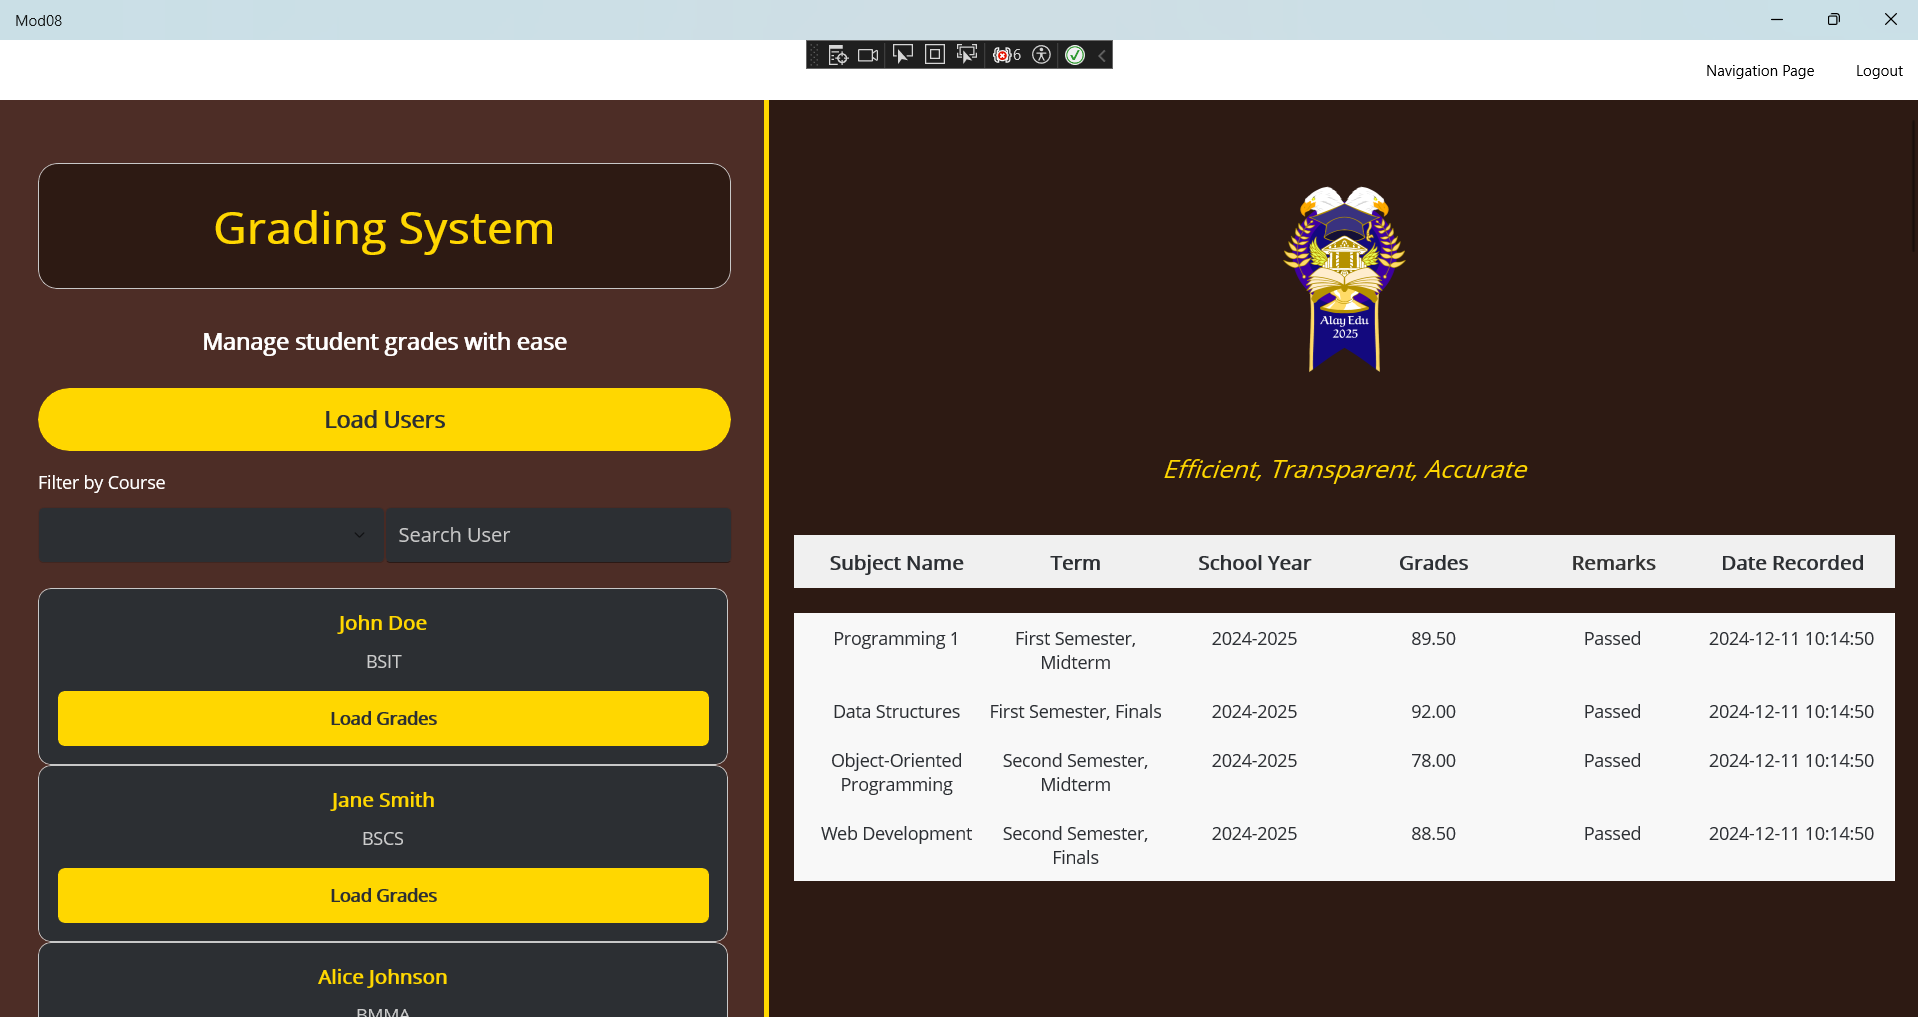 Mod08
6
Navigation Page
Logout
Grading System
Manage student grades with ease
Load Users
Filter by Course
Search User
John Doe
BSIT
Load Grades
Jane Smith
BSCS
Load Grades
Alice Johnson
BMMA
Alay Edu
2025
Efficient, Transparent, Accurate
Subject Name Term School Year Grades Remarks Date Recorded
Programming 1 First Semester, 2024-2025 89.50 Passed 2024-12-11 10:14:50
Midterm
Data Structures First Semester, Finals 2024-2025 92.00 Passed 2024-12-11 10:14:50
Object-Oriented Second Semester, 2024-2025 78.00 Passed 2024-12-11 10:14:50
Programming Midterm
Web Development Second Semester, 2024-2025 88.50 Passed 2024-12-11 10:14:50
Finals